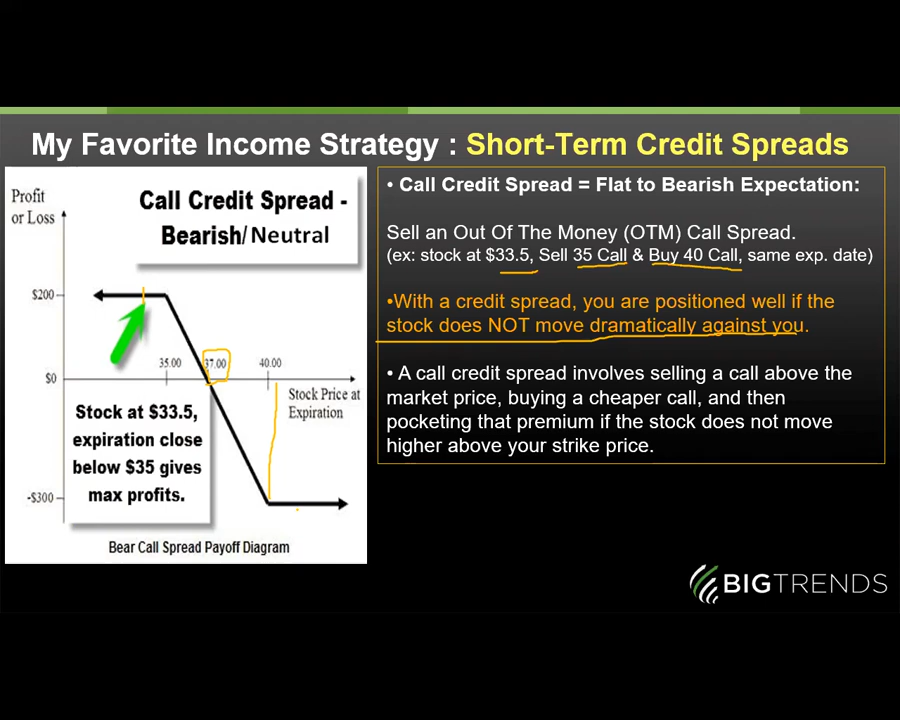 My Favorite Income Strategy : Short-Term Credit Spreads
Profit
or Loss
Call Credit Spread -
Bearish/Neutral
$200
35.00
37.00
40.00
$0
Stock Price at
Expiration
Stock at $33.5,
expiration close
below $35 gives
max profits.
-$300
Bear Call Spread Payoff Diagram
• Call Credit Spread = Flat to Bearish Expectation:
Sell an Out Of The Money (OTM) Call Spread.
(ex: stock at $33.5, Sell 35 Call & Buy 40 Call, same exp. date)
•With a credit spread, you are positioned well if the
stock does NOT move dramatically against you.
• A call credit spread involves selling a call above the
market price, buying a cheaper call, and then
pocketing that premium if the stock does not move
higher above your strike price.
BIGTRENDS